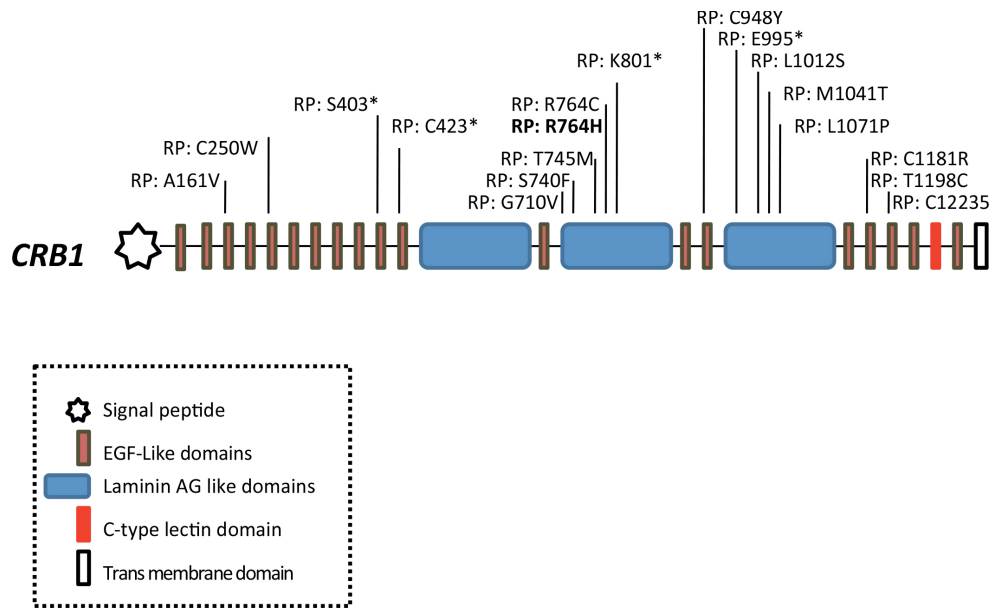 RP: C948Y
RP: E995*
RP: K801*
RP: L1012S
RP: M1041T
RP: S403*
RP: R764C
RP: C423*
RP: R764H
RP: L1071P
RP: C250W
RP: T745M
RP: C1181R
RP: A161V
RP: S740F
RP: T1198C
RP: G710V
RP: C12235
CRB1
Signal peptide
EGF-Like domains
Laminin AG like domains
C-type lectin domain
Trans membrane domain